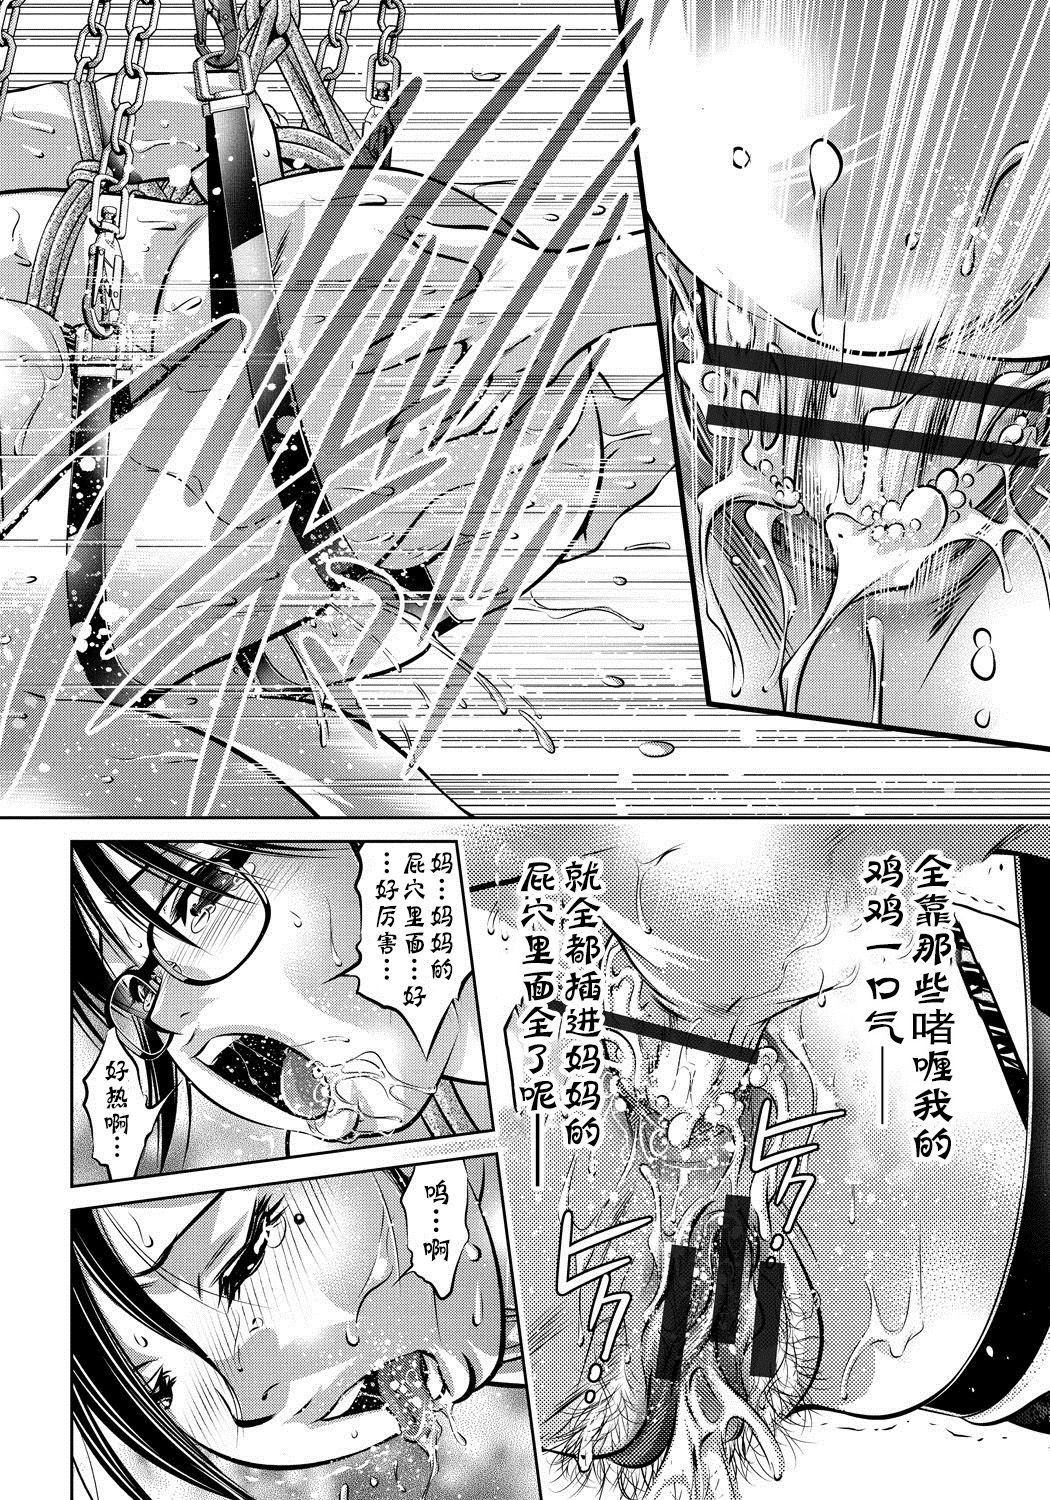 全靠那些啫喱我的
鸡鸡一口气——
就全都插进妈妈的
屁穴里面全了呢——
妈…妈妈的
屁穴里面…好
…好厉害…
好热啊…
呜…啊
ヒク…
ヒク…